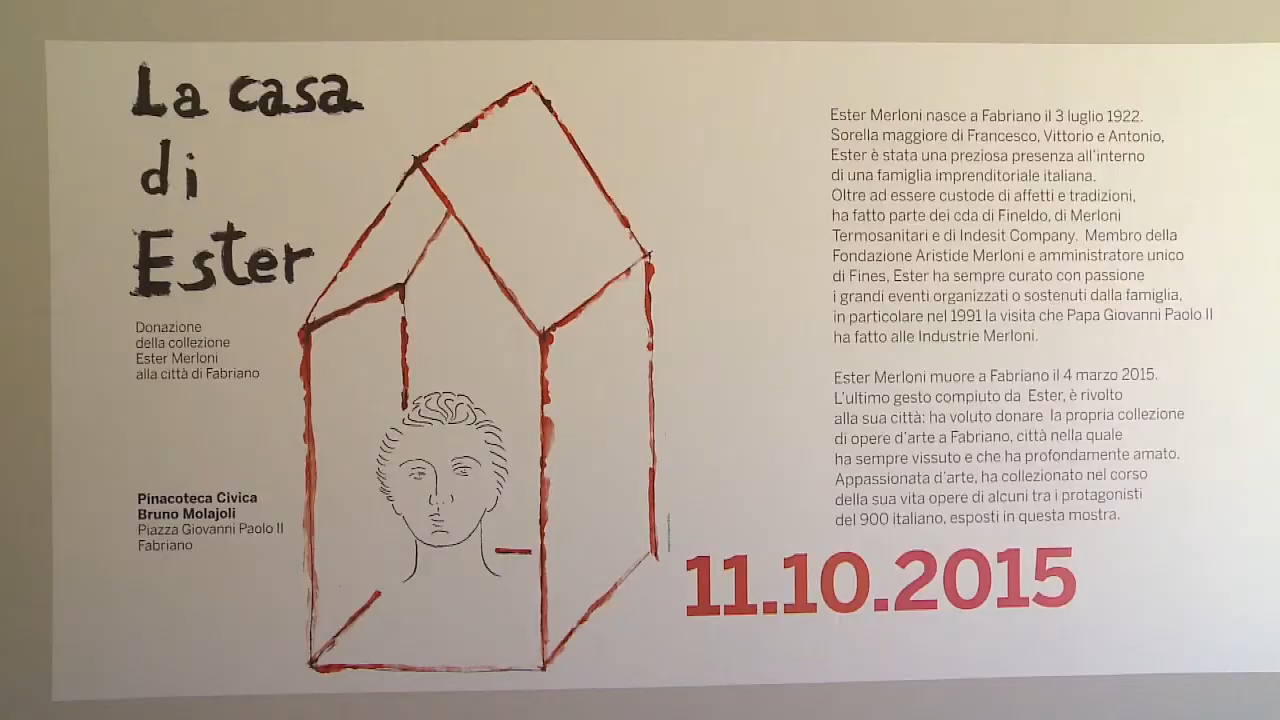 La casa
di
Ester
Donazione
della collezione
Ester Merloni
alla città di Fabriano
Pinacoteca Civica
Bruno Molajoli
Piazza Giovanni Paolo II
Fabriano
Ester Merloni nasce a Fabriano il 3 luglio 1922.
Sorella maggiore di Francesco, Vittorio e Antonio,
Ester è stata una preziosa presenza all'interno
di una famiglia imprenditoriale italiana.
Oltre ad essere custode di affetti e tradizioni,
ha fatto parte dei cda di Fineldo, di Merloni
Termosanitari e di Indesit Company. Membro della
Fondazione Aristide Merloni e amministratore unico
di Fines, Ester ha sempre curato con passione
i grandi eventi organizzati o sostenuti dalla famiglia,
in particolare nel 1991 la visita che Papa Giovanni Paolo II
ha fatto alle Industrie Merloni.
Ester Merloni muore a Fabriano il 4 marzo 2015.
L'ultimo gesto compiuto da Ester, è rivolto
alla sua città: ha voluto donare la propria collezione
di opere d'arte a Fabriano, città nella quale
ha sempre vissuto e che ha profondamente amato.
Appassionata d'arte, ha collezionato nel corso
della sua vita opere di alcuni tra i protagonisti
del 900 italiano, esposti in questa mostra.
11.10.2015